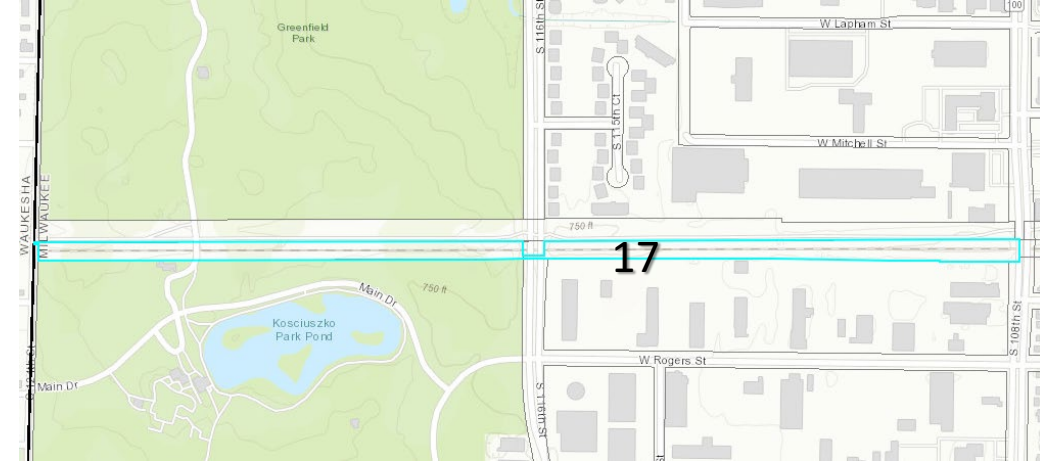 100
W Lapham St
Greenfield
Park
S 116th St
S 115th Ct
W Mitchell St
WAUKESHA
MILWAUKEE
750 ft
17
Main Dr
750 ft
Kosciuszko
Park Pond
S 108th St
W Rogers St
Main Dr
S 116th St